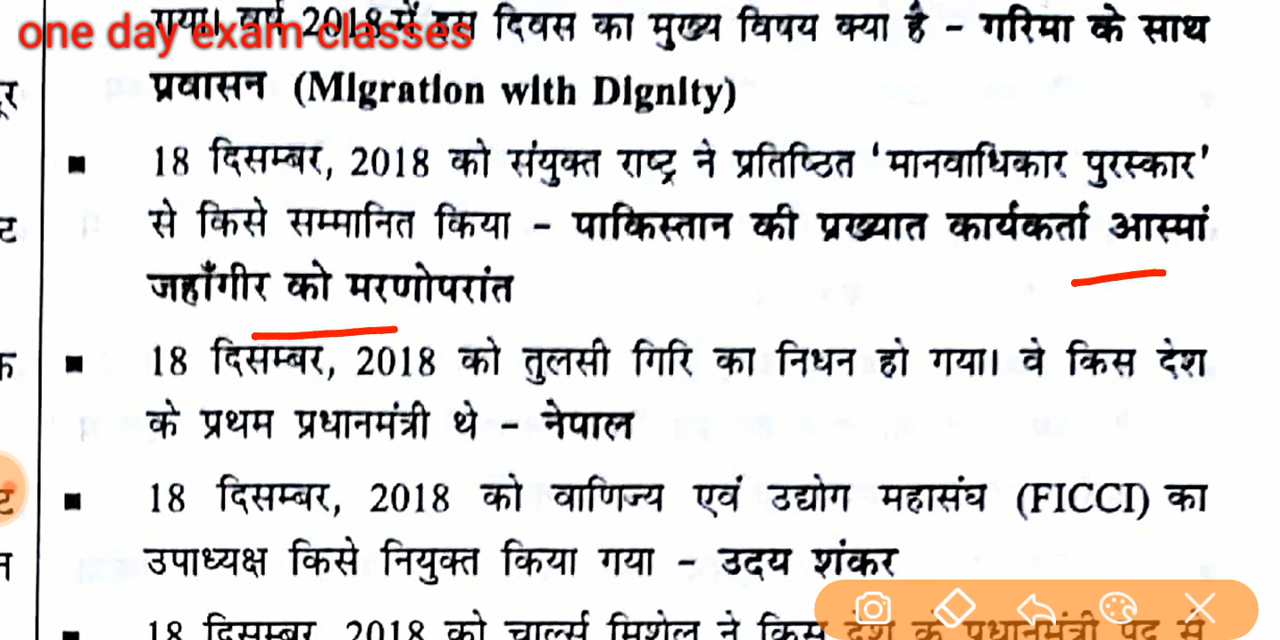 one day exam classes
गया। वर्ष 2018 में इस दिवस का मुख्य विषय क्या है – गरिमा के साथ
प्रवासन (Migration with Dignity)
■ 18 दिसम्बर, 2018 को संयुक्त राष्ट्र ने प्रतिष्ठित ‘मानवाधिकार पुरस्कार’
से किसे सम्मानित किया – पाकिस्तान की प्रख्यात कार्यकर्ता आस्मां
जहाँगीर को मरणोपरांत
■ 18 दिसम्बर, 2018 को तुलसी गिरि का निधन हो गया। वे किस देश
के प्रथम प्रधानमंत्री थे – नेपाल
■ 18 दिसम्बर, 2018 को वाणिज्य एवं उद्योग महासंघ (FICCI) का
उपाध्यक्ष किसे नियुक्त किया गया – उदय शंकर
■ 18 दिसम्बर, 2018 को चार्ल्स मिशेल ने किस देश के प्रधानमंत्री पद से